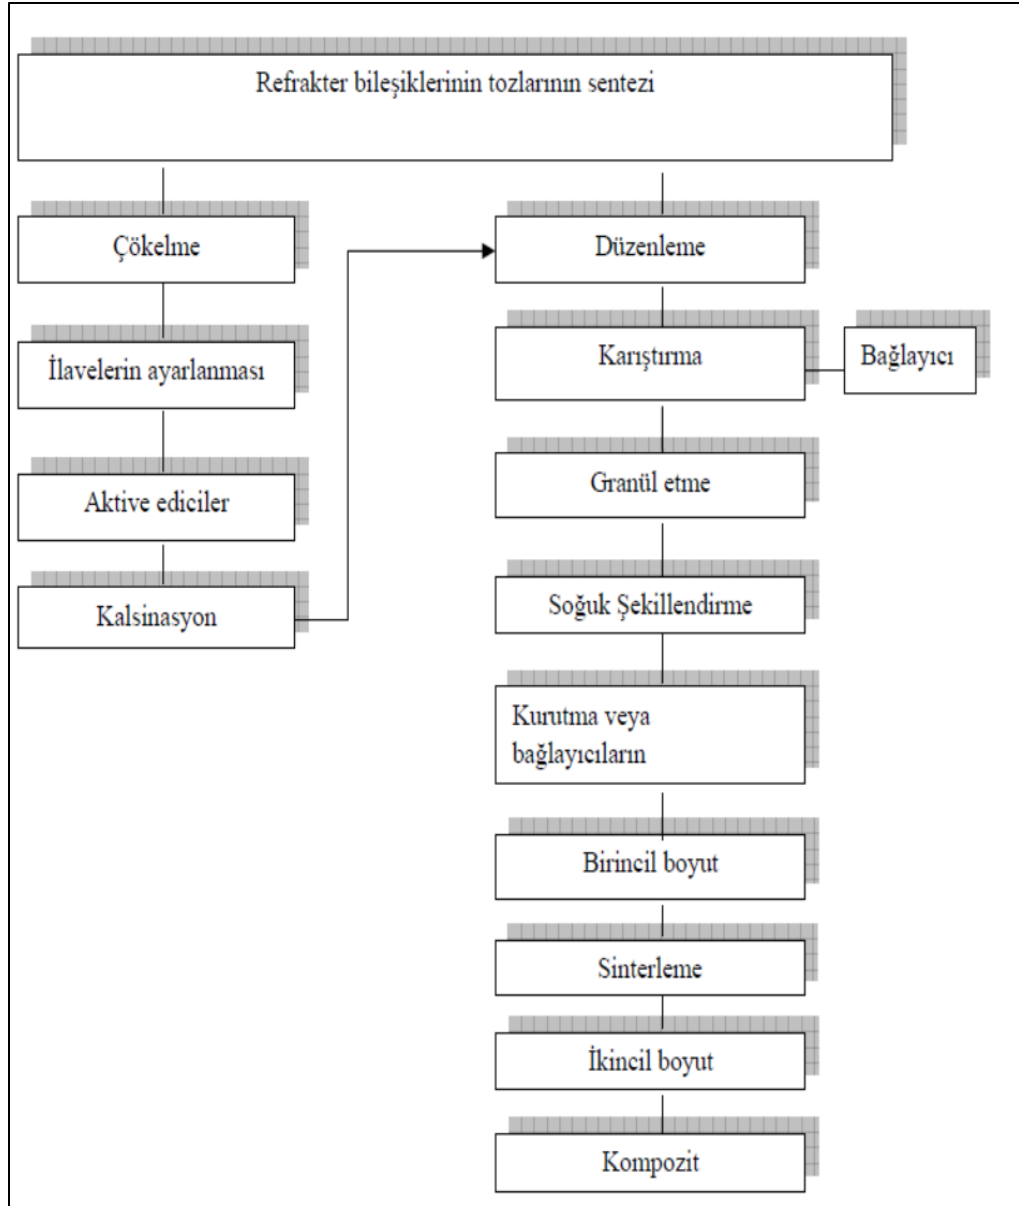 Refrakter bileşiklerinin tozlarının sentezi
Çökelme
İlavelerin ayarlanması
Aktive ediciler
Kalsinasyon
Düzenleme
Karıştırma
Bağlayıcı
Granül etme
Soğuk Şekillendirme
Kurutma veya
bağlayıcıların
Birincil boyut
Sinterleme
İkincil boyut
Kompozit